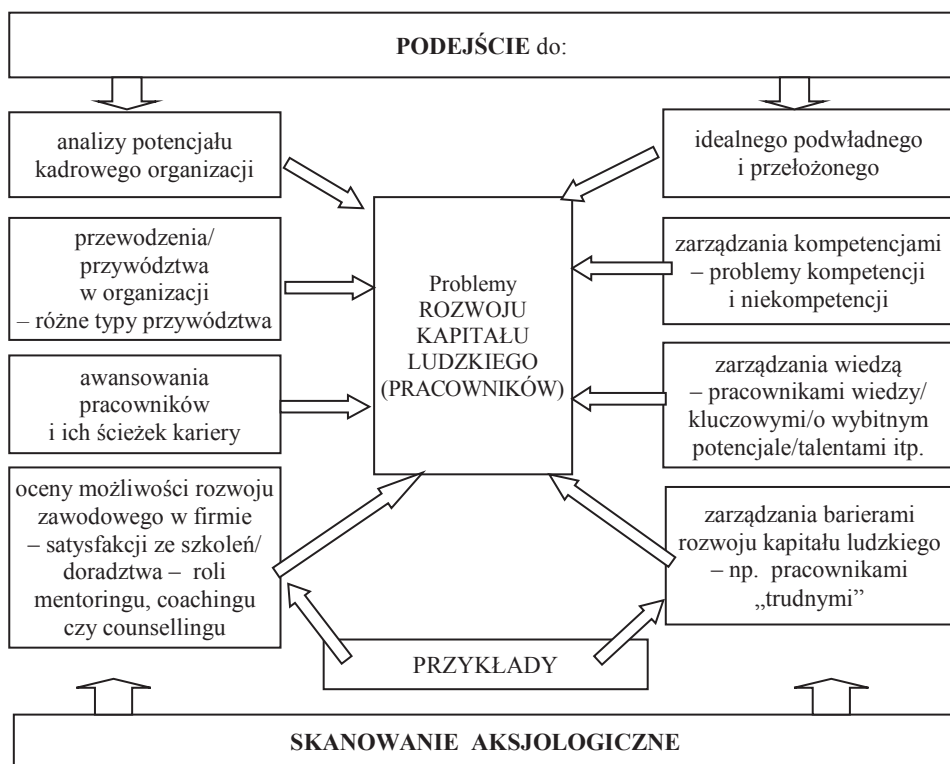 PODEJŚCIE do:
analizy potencjału
kadrowego organizacji
przewodzenia/
przywództwa
w organizacji
– różne typy przywództwa
awansowania
pracowników
i ich ścieżek kariery
oceny możliwości rozwoju
zawodowego w firmie
– satysfakcji ze szkoleń/
doradztwa – roli
mentoringu, coachingu
czy counsellingu
Problemy
ROZWOJU
KAPITAŁU
LUDZKIEGO
(PRACOWNIKÓW)
idealnego podwładnego
i przełożonego
zarządzania kompetencjami
– problemy kompetencji
i niekompetencji
zarządzania wiedzą
– pracownikami wiedzy/
kluczowymi/o wybitnym
potencjale/talentami itp.
zarządzania barierami
rozwoju kapitału ludzkiego
– np. pracownikami
„trudnymi”
PRZYKŁADY
SKANOWANIE AKSJOLOGICZNE